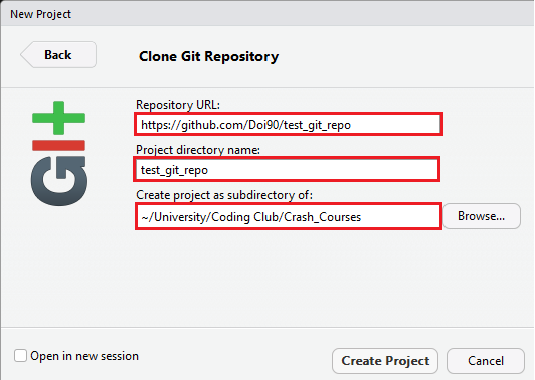 New Project
Back
Clone Git Repository
Repository URL:
https://github.com/Doi90/test_git_repo
Project directory name:
test_git_repo
Create project as subdirectory of:
~/University/Coding Club/Crash_Courses
Browse...
GIt
Open in new session
Create Project
Cancel